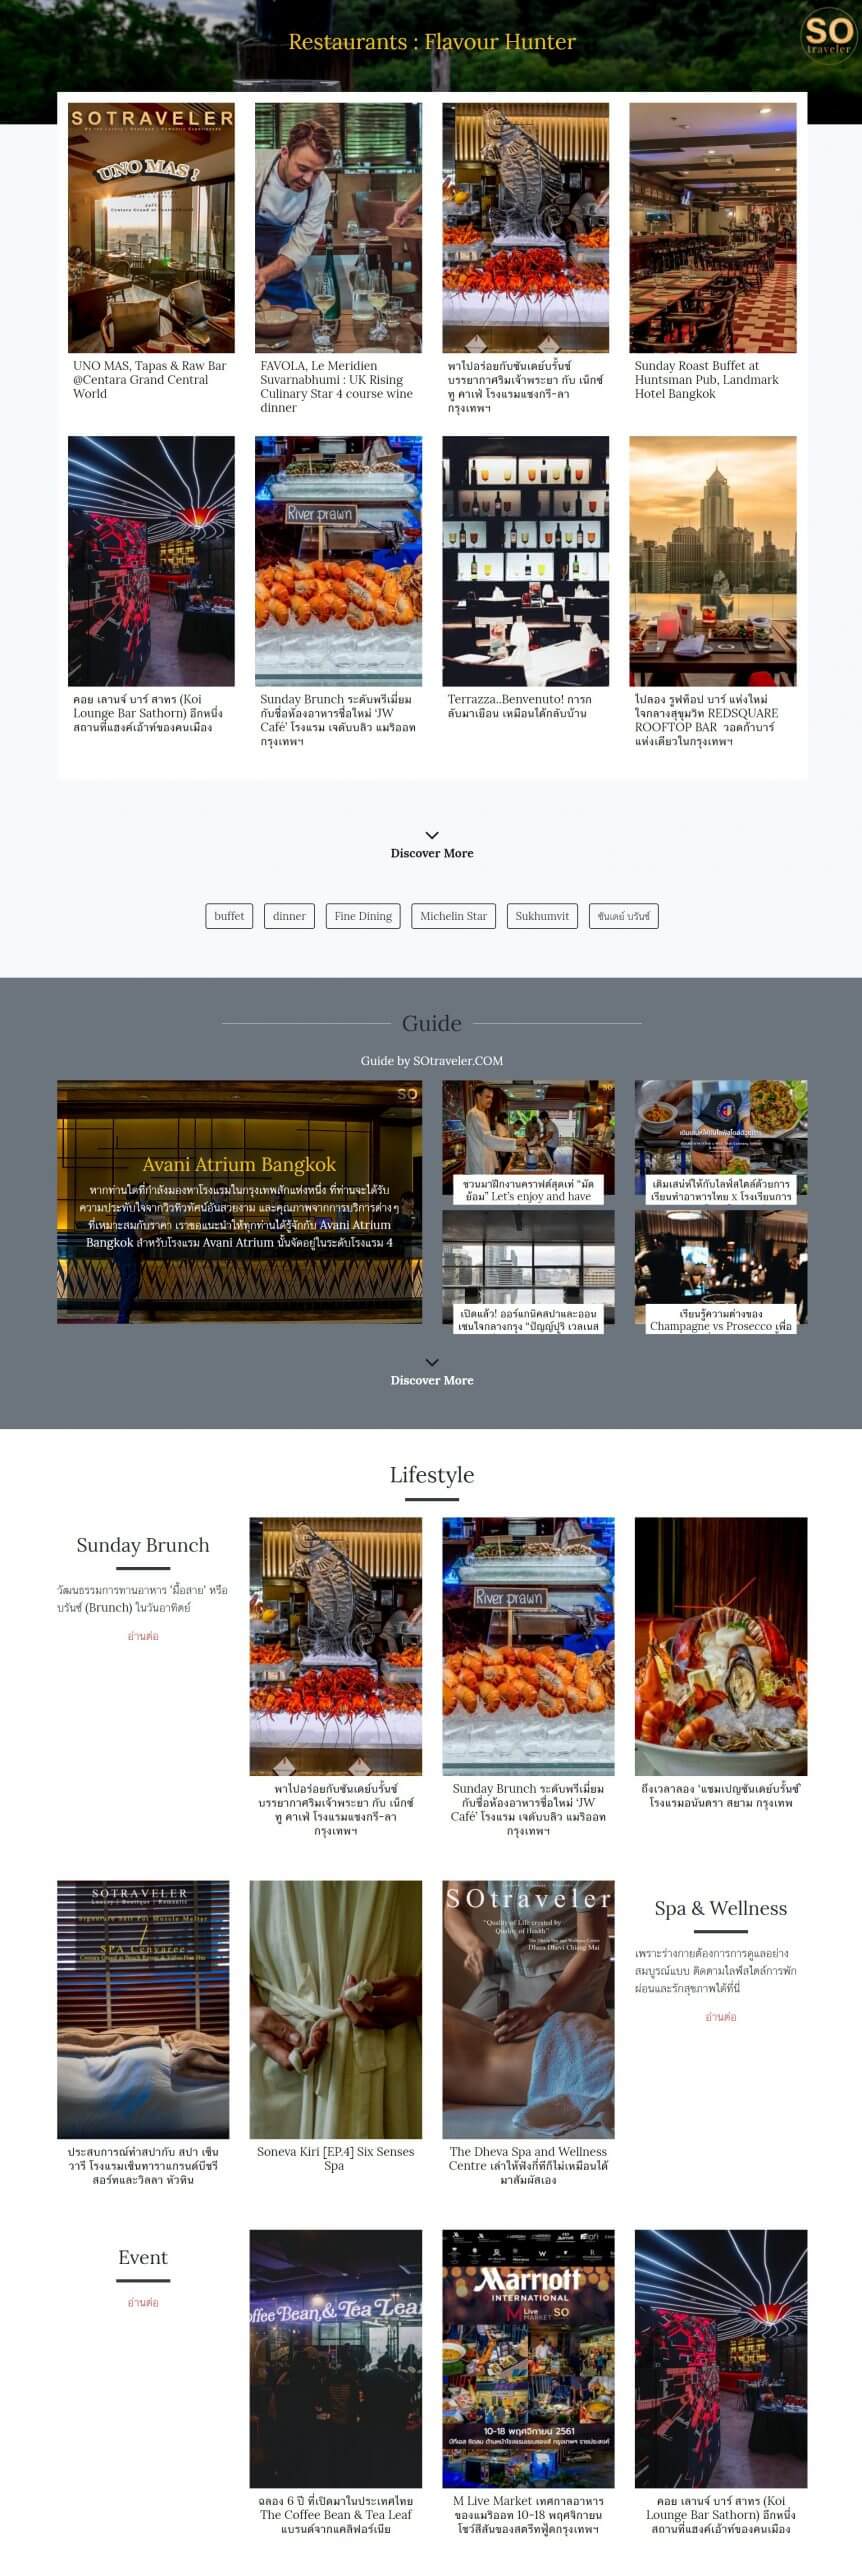 Restaurants : Flavour Hunter
SO
traveler
SOTRAVELER
UNO MAS !
UNO MAS, Tapas & Raw Bar
@Centara Grand Central
World
FAVOLA, Le Meridien
Suvarnabhumi : UK Rising
Culinary Star 4 course wine
dinner
พาไปอร่อยกับซันเดย์บรั้นช์
บรรยากาศริมเจ้าพระยา กับ เน็กซ์
ทู คาเฟ่ โรงแรมแชงกรี-ลา
กรุงเทพฯ
Sunday Roast Buffet at
Huntsman Pub, Landmark
Hotel Bangkok
River prawn
คอย เลานจ์ บาร์ สาทร (Koi
Lounge Bar Sathorn) อีกหนึ่ง
สถานที่แฮงค์เอ้าท์ของคนเมือง
Sunday Brunch ระดับพรีเมี่ยม
กับชื่อห้องอาหารชื่อใหม่ ‘JW
Café’ โรงแรม เจดับบลิว แมริออท
กรุงเทพฯ
Terrazza..Benvenuto! การก
ลับมาเยือน เหมือนได้กลับบ้าน
ไปลอง รูฟท็อป บาร์ แห่งใหม่
ใจกลางสุขุมวิท REDSQUARE
ROOFTOP BAR วอดก้าบาร์
แห่งเดียวในกรุงเทพฯ
Discover More
buffet
dinner
Fine Dining
Michelin Star
Sukhumvit
ซันเดย์ บรันช์
Guide
Guide by SOtraveler.COM
SO
Avani Atrium Bangkok
หากท่านใดที่กำลังมองหาโรงแรมในกรุงเทพสักแห่งหนึ่ง ที่ท่านจะได้รับ
ความประทับใจจากวิวทิวทัศน์อันสวยงาม และคุณภาพจากการบริการต่างๆ
ที่เหมาะสมกับราคา เราขอแนะนำให้ทุกท่านได้รู้จักกับ Avani Atrium
Bangkok สำหรับโรงแรม Avani Atrium นั้นจัดอยู่ในระดับโรงแรม 4
SO
ชวนมาฝึกงานคราฟต์สุดเท่ “มัด
ย้อม” Let’s enjoy and have
เติมเสน่ห์ให้กับไลฟ์สไตล์ด้วยการ
เรียนทำอาหารไทย x โรงเรียนการ
เปิดแล้ว! ออร์แกนิคสปาและออน
เซนใจกลางกรุง “ปัญญ์ปุริ เวลเนส
เรียนรู้ความต่างของ
Champagne vs Prosecco เพื่อ
Discover More
Lifestyle
Sunday Brunch
วัฒนธรรมการทานอาหาร 'มื้อสาย' หรือ
บรันช์ (Brunch) ในวันอาทิตย์
อ่านต่อ
River prawn
พาไปอร่อยกับซันเดย์บรั้นช์
บรรยากาศริมเจ้าพระยา กับ เน็กซ์
ทู คาเฟ่ โรงแรมแชงกรี-ลา
กรุงเทพฯ
Sunday Brunch ระดับพรีเมี่ยม
กับชื่อห้องอาหารชื่อใหม่ ‘JW
Café’ โรงแรม เจดับบลิว แมริออท
กรุงเทพฯ
ถึงเวลาลอง ‘แชมเปญซันเดย์บรั้นซ์’
โรงแรมอนันตรา สยาม กรุงเทพ
SOTRAVELER
Luxury | Boutique | Romantic
Signature Salt Pot Muscle Melter
SPA Cenvaree
SOtraveler
“Quality of Life created by
Quality of Health”
The Dheva Spa and Wellness Centre
Dhara Dhevi Chiang Mai
Spa & Wellness
เพราะร่างกายต้องการการดูแลอย่าง
สมบูรณ์แบบ ติดตามไลฟ์สไตล์การพัก
ผ่อนและรักสุขภาพได้ที่นี่
อ่านต่อ
ประสบการณ์ทำสปากับ สปา เซ็น
วารี โรงแรมเซ็นทาราแกรนด์บีชรี
สอร์ทและวิลลา หัวหิน
Soneva Kiri [EP.4] Six Senses
Spa
The Dheva Spa and Wellness
Centre เล่าให้ฟังกี่ทีก็ไม่เหมือนได้
มาสัมผัสเอง
Event
อ่านต่อ
offee Bean & Tea Leaf
Marriott
INTERNATIONAL
M Live
MARKET
SO
10-18 พฤศจิกายน 2561
ฉลอง 6 ปี ที่เปิดมาในประเทศไทย
The Coffee Bean & Tea Leaf
แบรนด์จากแคลิฟอร์เนีย
M Live Market เทศกาลอาหาร
ของแมริออท 10-18 พฤศจิกายน
โชว์สีสันของสตรีทฟู้ดกรุงเทพฯ
คอย เลานจ์ บาร์ สาทร (Koi
Lounge Bar Sathorn) อีกหนึ่ง
สถานที่แฮงค์เอ้าท์ของคนเมือง